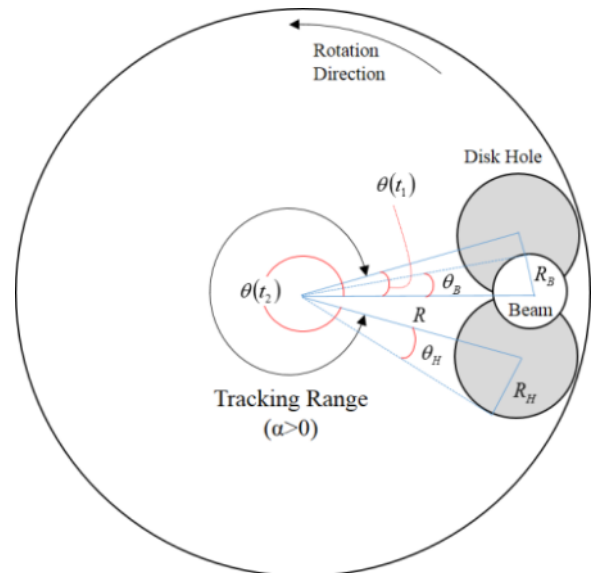 Rotation
Direction
Disk Hole
θ(t₁)
θ(t₂)
θ_B
R_B
Beam
R
θ_H
R_H
Tracking Range
(α>0)